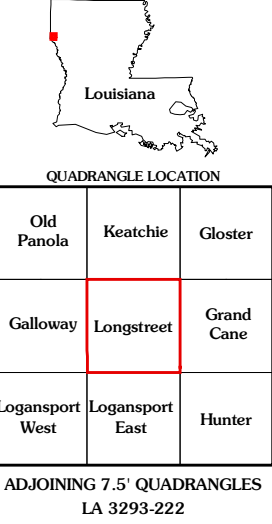 Louisiana
QUADRANGLE LOCATION
Old
Panola
Keatchie
Gloster
Galloway
Longstreet
Grand
Cane
Logansport
West
Logansport
East
Hunter
ADJOINING 7.5' QUADRANGLES
LA 3293-222